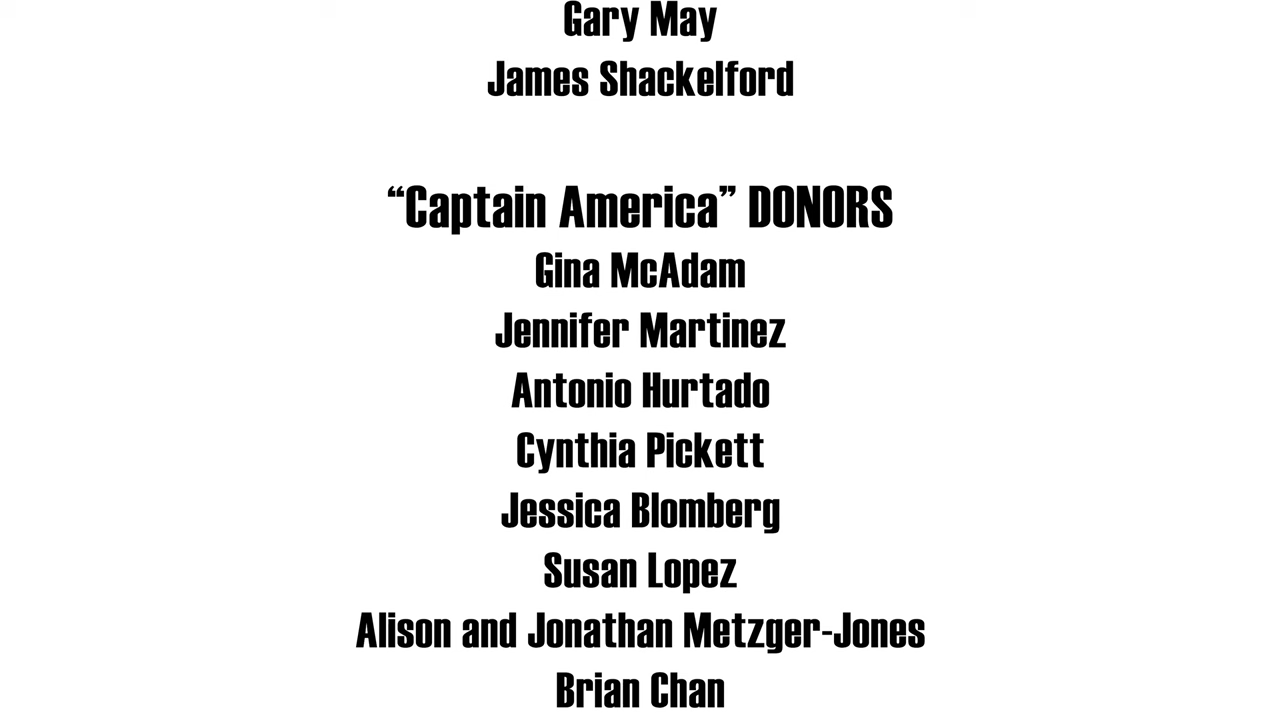 Gary May
James Shackelford
“Captain America” DONORS
Gina McAdam
Jennifer Martinez
Antonio Hurtado
Cynthia Pickett
Jessica Blomberg
Susan Lopez
Alison and Jonathan Metzger-Jones
Brian Chan